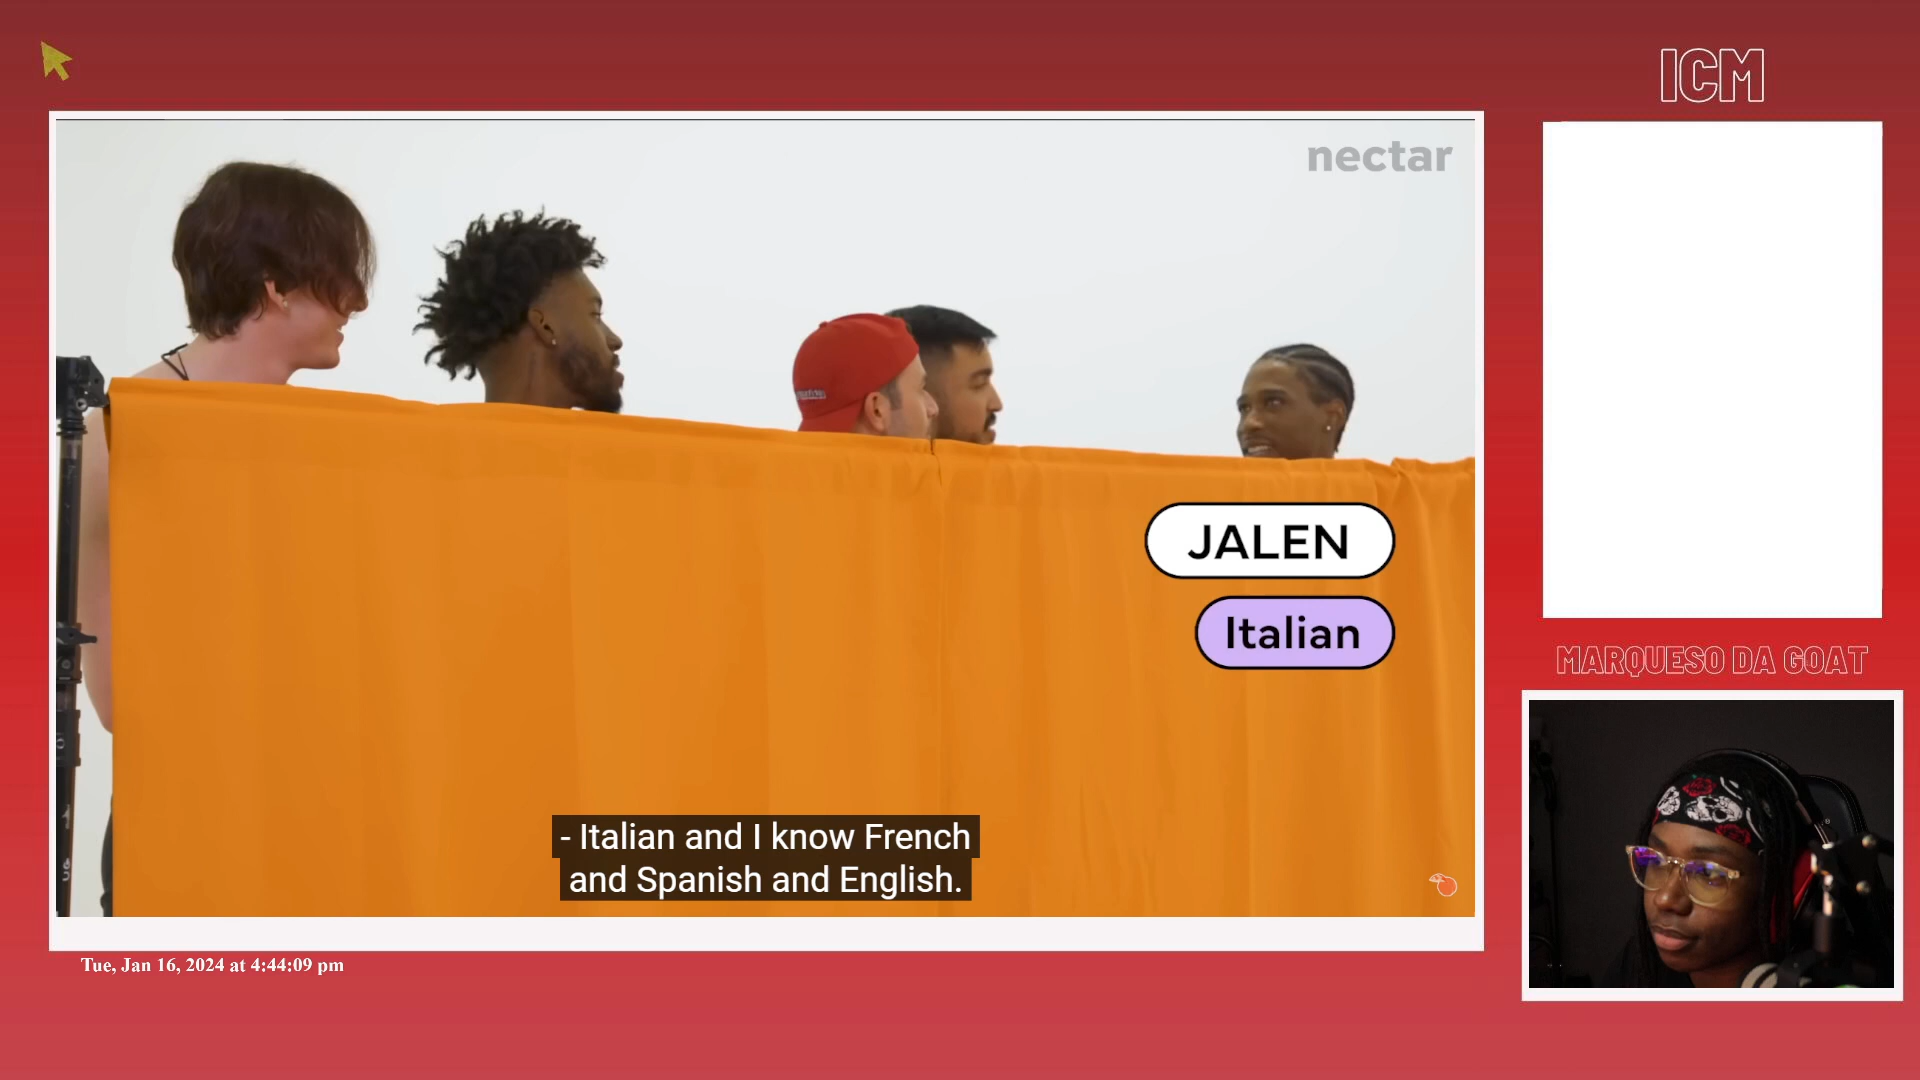 ICM
nectar
JALEN
Italian
- Italian and I know French
and Spanish and English.
MARQUESO DA GOAT
Tue, Jan 16, 2024 at 4:44:09 pm